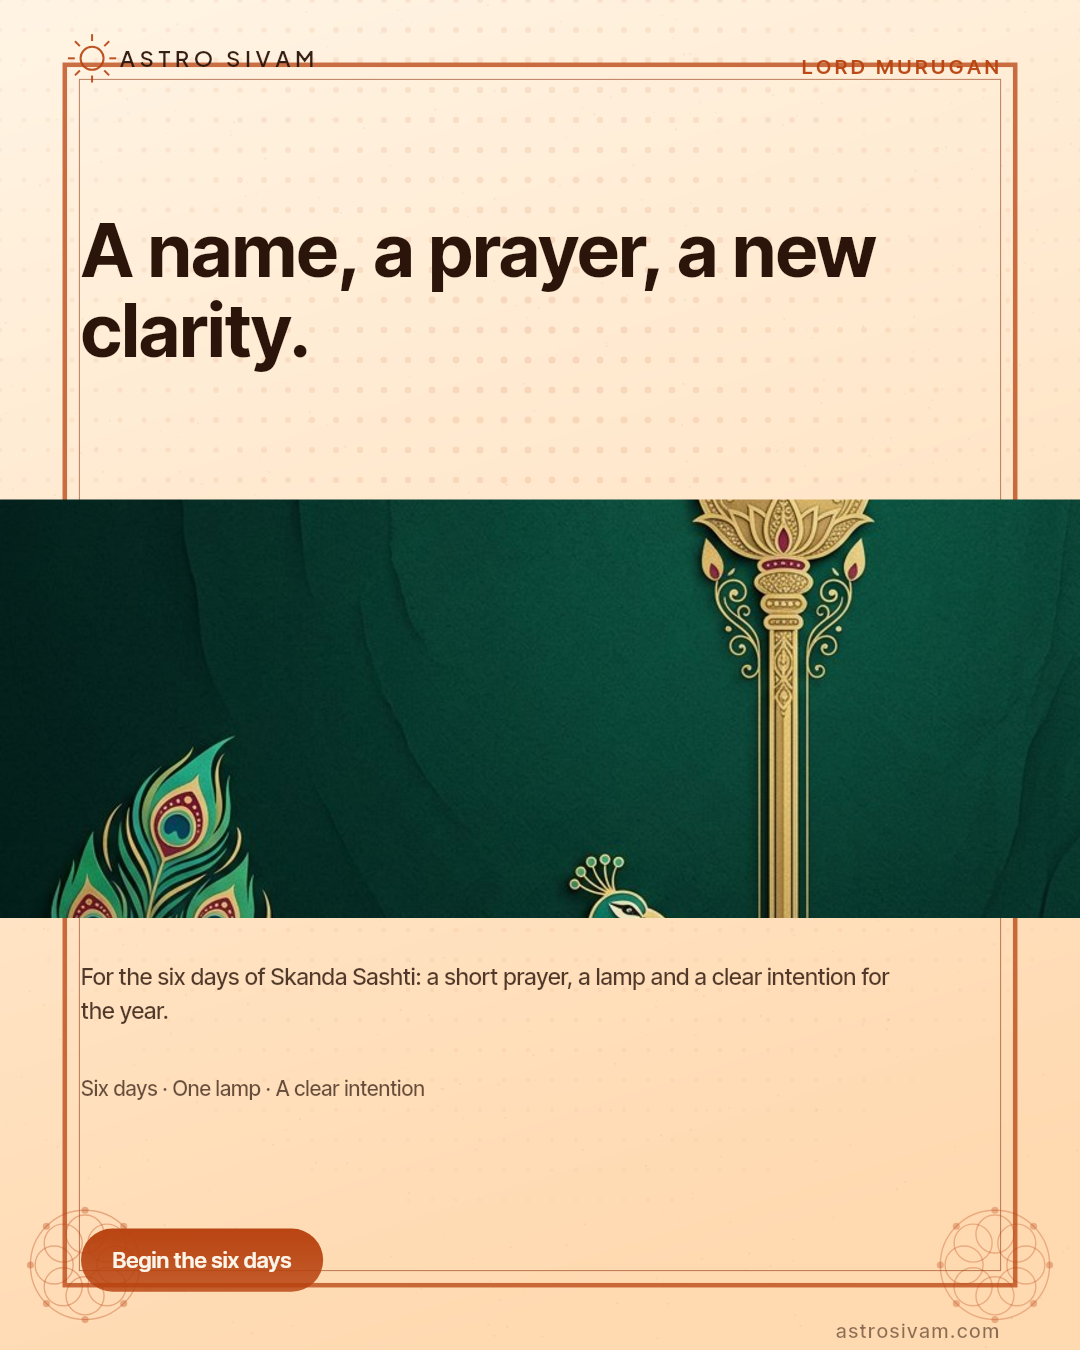 ASTRO SIVAM
LORD MURUGAN
A name, a prayer, a new
clarity.
For the six days of Skanda Sashti: a short prayer, a lamp and a clear intention for
the year.
Six days · One lamp · A clear intention
Begin the six days
astrosivam.com